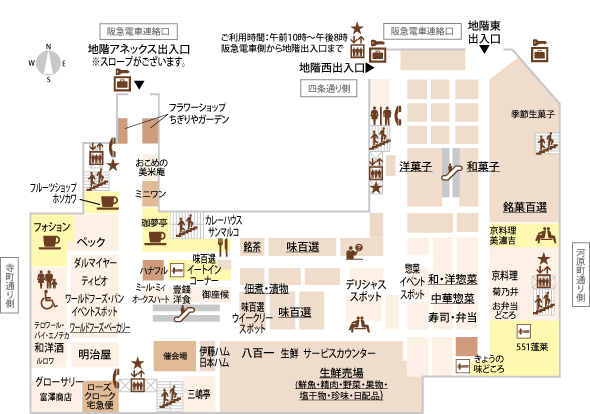 阪急電車連絡口
地階アネックス出入口
※スロープがございます。
ご利用時間:午前10時～午後8時
阪急電車側から地階出入口まで
阪急電車連絡口
地階東
出入口
地階西出入口
四条通り側
N
W
E
S
フラワーショップ
ちぎりやガーデン
おこめの
美米庵
ミニワン
フルーツショップ
ホソカワ
珈夢亭
カレーハウス
サンマルコ
洋菓子
和菓子
季節生菓子
銘菓百選
フォション
ペック
ダルマイヤー
ティビオ
ワールドフーズ・パン
イベントスポット
ワールドフーズ・ベーカリー
テロワール・
バイ・エノテカ
和洋酒
ルロワ
明治屋
グローサリー
富澤商店
ローズ
クローク
宅急便
ハナフル
ミール・ミィ
オークスハート
味百選
イートイン
コーナー
壹錢
洋食
御座候
銘茶
味百選
佃煮・漬物
味百選
ウイークリー
スポット
味百選
デリシャス
スポット
惣菜
イベント
スポット
和・洋惣菜
中華惣菜
寿司・弁当
京料理
美濃吉
京料理
菊乃井
お弁当
どころ
551蓬莱
きょうの
味どころ
催会場
伊藤ハム
日本ハム
三嶋亭
八百一 生鮮 サービスカウンター
生鮮売場
(鮮魚・精肉・野菜・果物・
塩干物・珍味・日配品)
寺町通り側
河原町通り側